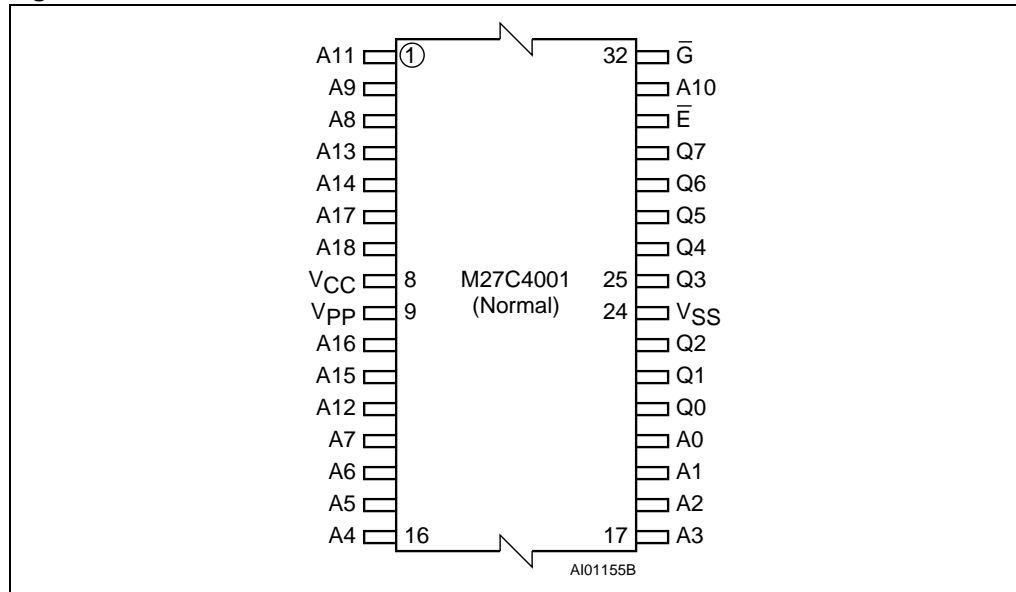 A11 1 32 G̅
A9 A10
A8 E̅
A13 Q7
A14 Q6
A17 Q5
A18 Q4
VCC 8 M27C4001 25 Q3
VPP 9 (Normal) 24 VSS
A16 Q2
A15 Q1
A12 Q0
A7 A0
A6 A1
A5 A2
A4 16 17 A3
AI01155B